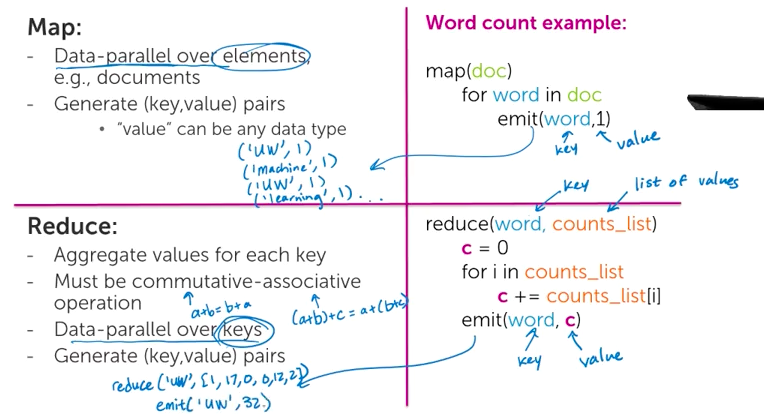 Map:
- Data-parallel over elements,
e.g., documents
- Generate (key,value) pairs
• "value" can be any data type
('UW', 1)
('machine', 1)
('UW', 1)
('learning', 1) ...
Word count example:
map(doc)
for word in doc
emit(word,1)
key
value
Reduce:
- Aggregate values for each key
- Must be commutative-associative
operation
a+b=b+a
(a+b)+c = a+(b+c)
- Data-parallel over keys
- Generate (key,value) pairs
reduce('UW', [1, 17, 0, 0, 12, 2])
emit('UW', 32)
key
list of values
reduce(word, counts_list)
c = 0
for i in counts_list
c += counts_list[i]
emit(word, c)
key
value